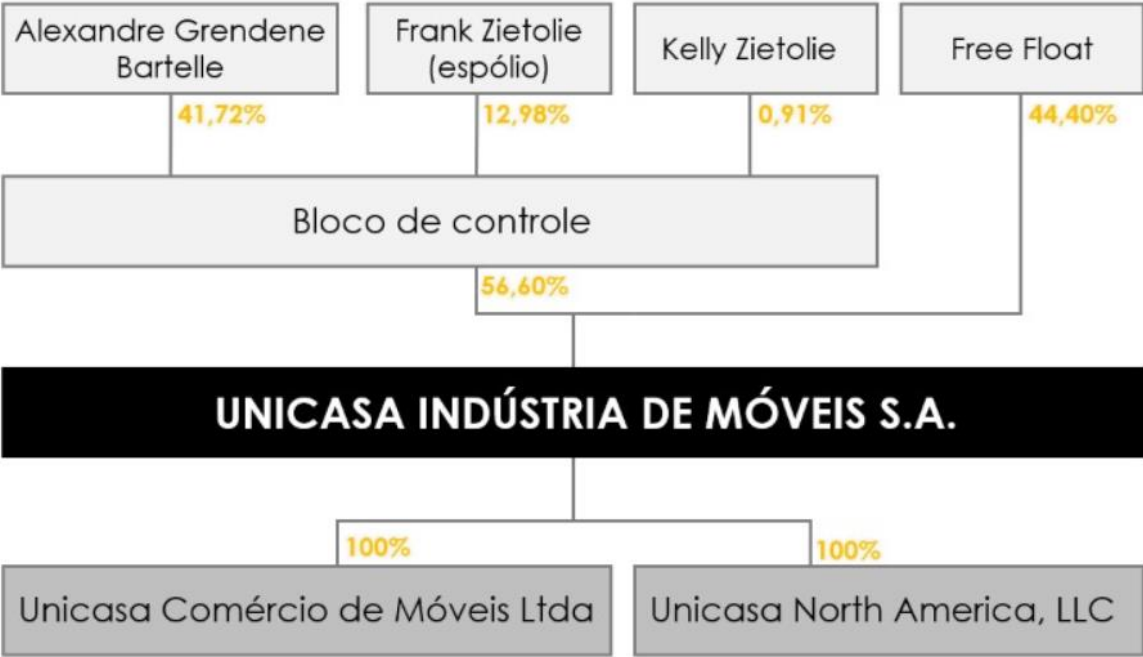 Alexandre Grendene
Bartelle
Frank Zietolie
(espólio)
Kelly Zietolie
Free Float
41,72%
12,98%
0,91%
44,40%
Bloco de controle
56,60%
UNICASA INDÚSTRIA DE MÓVEIS S.A.
100%
100%
Unicasa Comércio de Móveis Ltda
Unicasa North America, LLC